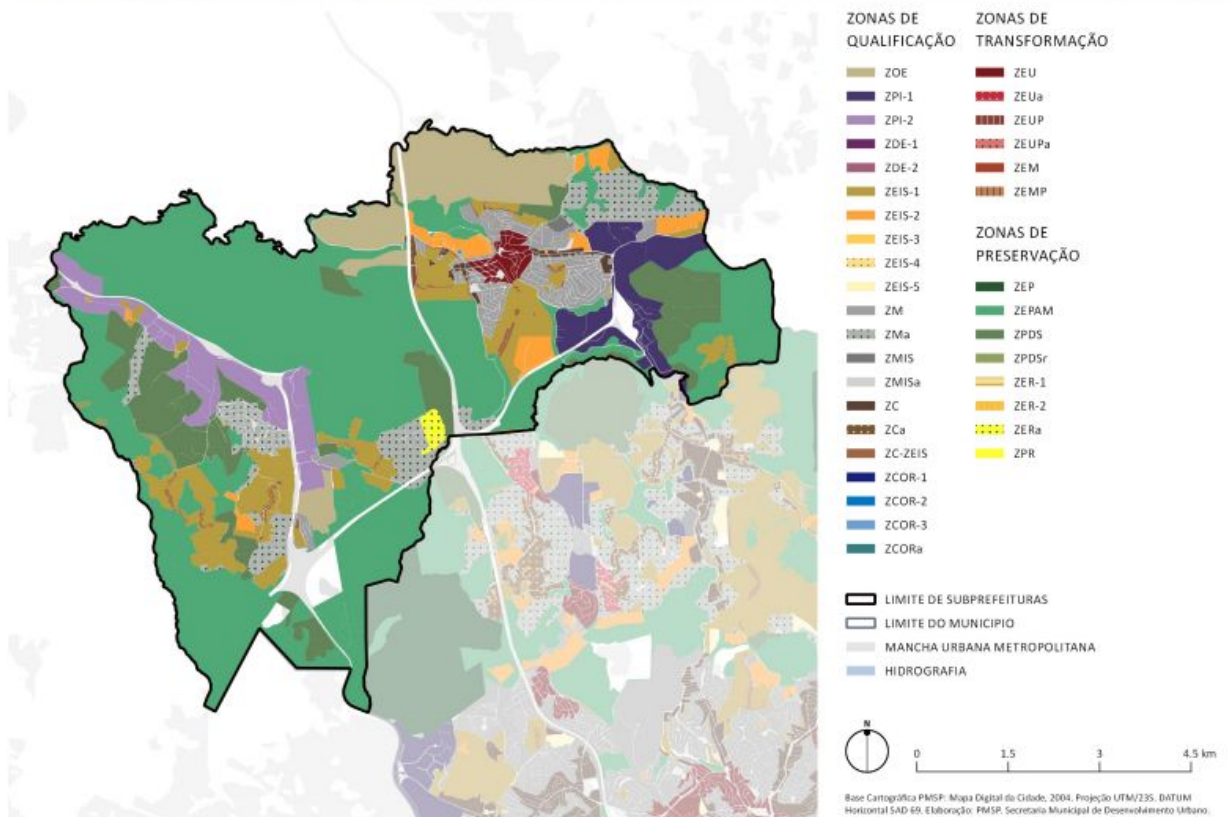 ZONAS DE
QUALIFICAÇÃO
ZOE
ZPI-1
ZPI-2
ZDE-1
ZDE-2
ZEIS-1
ZEIS-2
ZEIS-3
ZEIS-4
ZEIS-5
ZM
ZMa
ZMIS
ZMISa
ZC
ZCa
ZC-ZEIS
ZCOR-1
ZCOR-2
ZCOR-3
ZCORa
ZONAS DE
TRANSFORMAÇÃO
ZEU
ZEUa
ZEUP
ZEUPa
ZEM
ZEMP
ZONAS DE
PRESERVAÇÃO
ZEP
ZEPAM
ZPDS
ZPDSr
ZER-1
ZER-2
ZERa
ZPR
LIMITE DE SUBPREFEITURAS
LIMITE DO MUNICIPIO
MANCHA URBANA METROPOLITANA
HIDROGRAFIA
N
0 1.5 3 4.5 km
Base Cartográfica PMSP: Mapa Digital da Cidade, 2004. Projeção UTM/23S. DATUM
Horizontal SAD 69. Elaboração: PMSP. Secretaria Municipal de Desenvolvimento Urbano.